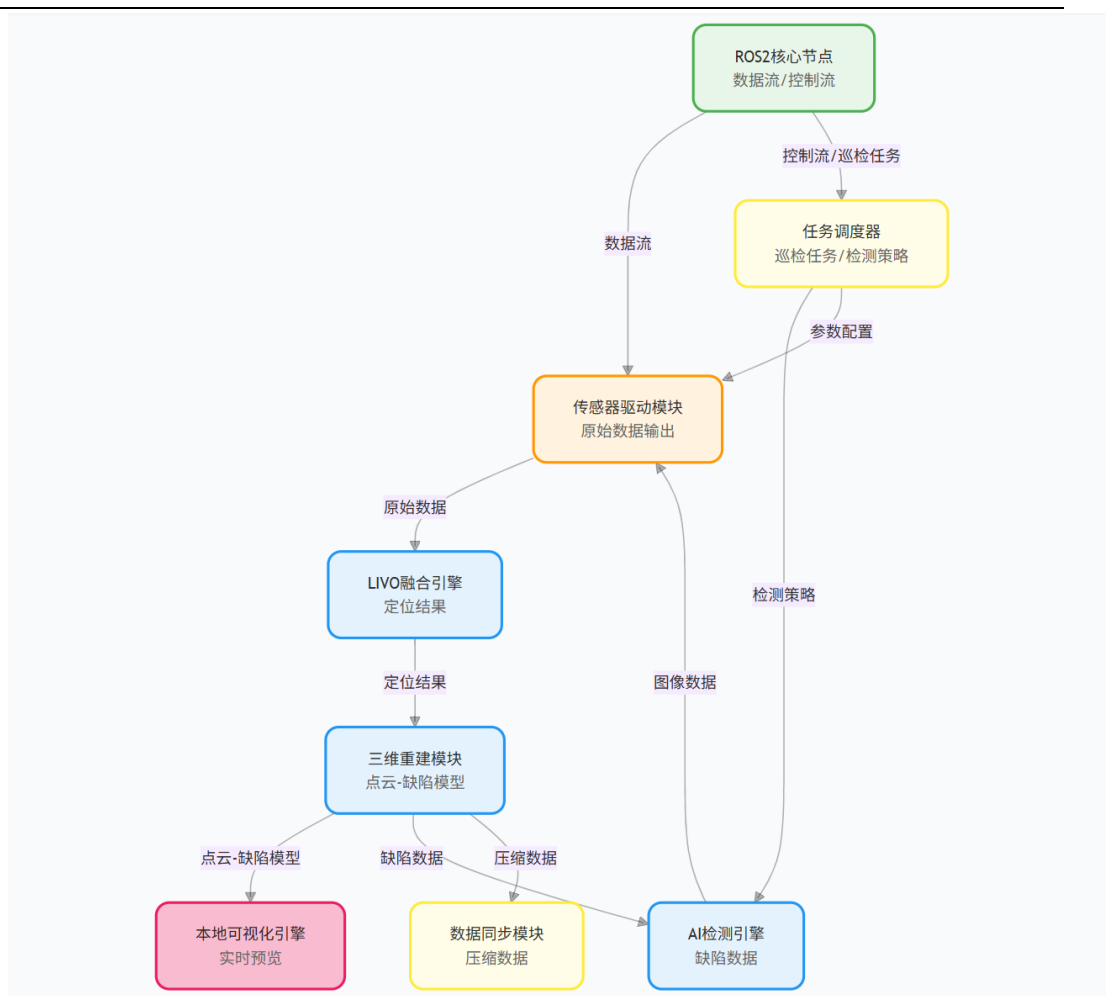 ROS2核心节点
数据流/控制流
控制流/巡检任务
任务调度器
巡检任务/检测策略
数据流
参数配置
传感器驱动模块
原始数据输出
原始数据
LIVO融合引擎
定位结果
检测策略
定位结果
图像数据
三维重建模块
点云-缺陷模型
点云-缺陷模型
缺陷数据
压缩数据
本地可视化引擎
实时预览
数据同步模块
压缩数据
AI检测引擎
缺陷数据